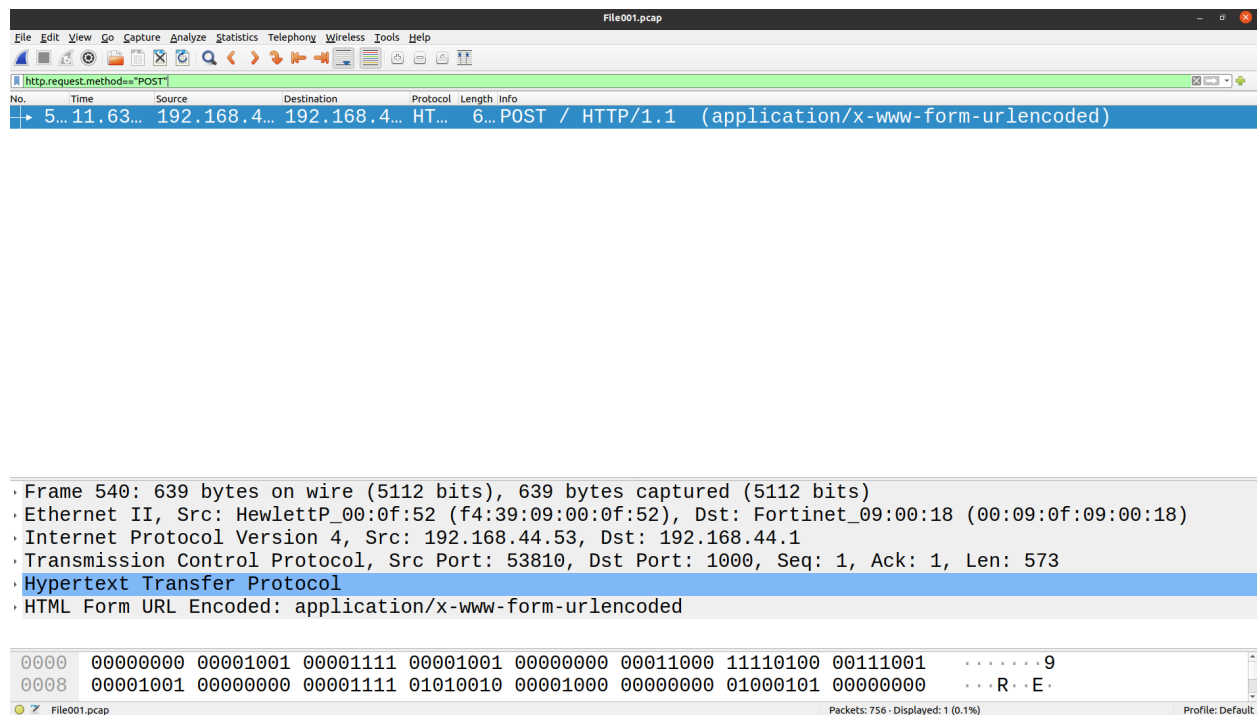 File001.pcap
File Edit View Go Capture Analyze Statistics Telephony Wireless Tools Help
http.request.method=="POST"
No. Time Source Destination Protocol Length Info
5… 11.63… 192.168.4… 192.168.4… HT… 6… POST / HTTP/1.1 (application/x-www-form-urlencoded)
Frame 540: 639 bytes on wire (5112 bits), 639 bytes captured (5112 bits)
Ethernet II, Src: HewlettP_00:0f:52 (f4:39:09:00:0f:52), Dst: Fortinet_09:00:18 (00:09:0f:09:00:18)
Internet Protocol Version 4, Src: 192.168.44.53, Dst: 192.168.44.1
Transmission Control Protocol, Src Port: 53810, Dst Port: 1000, Seq: 1, Ack: 1, Len: 573
Hypertext Transfer Protocol
HTML Form URL Encoded: application/x-www-form-urlencoded
0000 00000000 00001001 00001111 00001001 00000000 00011000 11110100 00111001 ·······9
0008 00001001 00000000 00001111 01010010 00001000 00000000 01000101 00000000 ···R··E·
File001.pcap Packets: 756 · Displayed: 1 (0.1%) Profile: Default